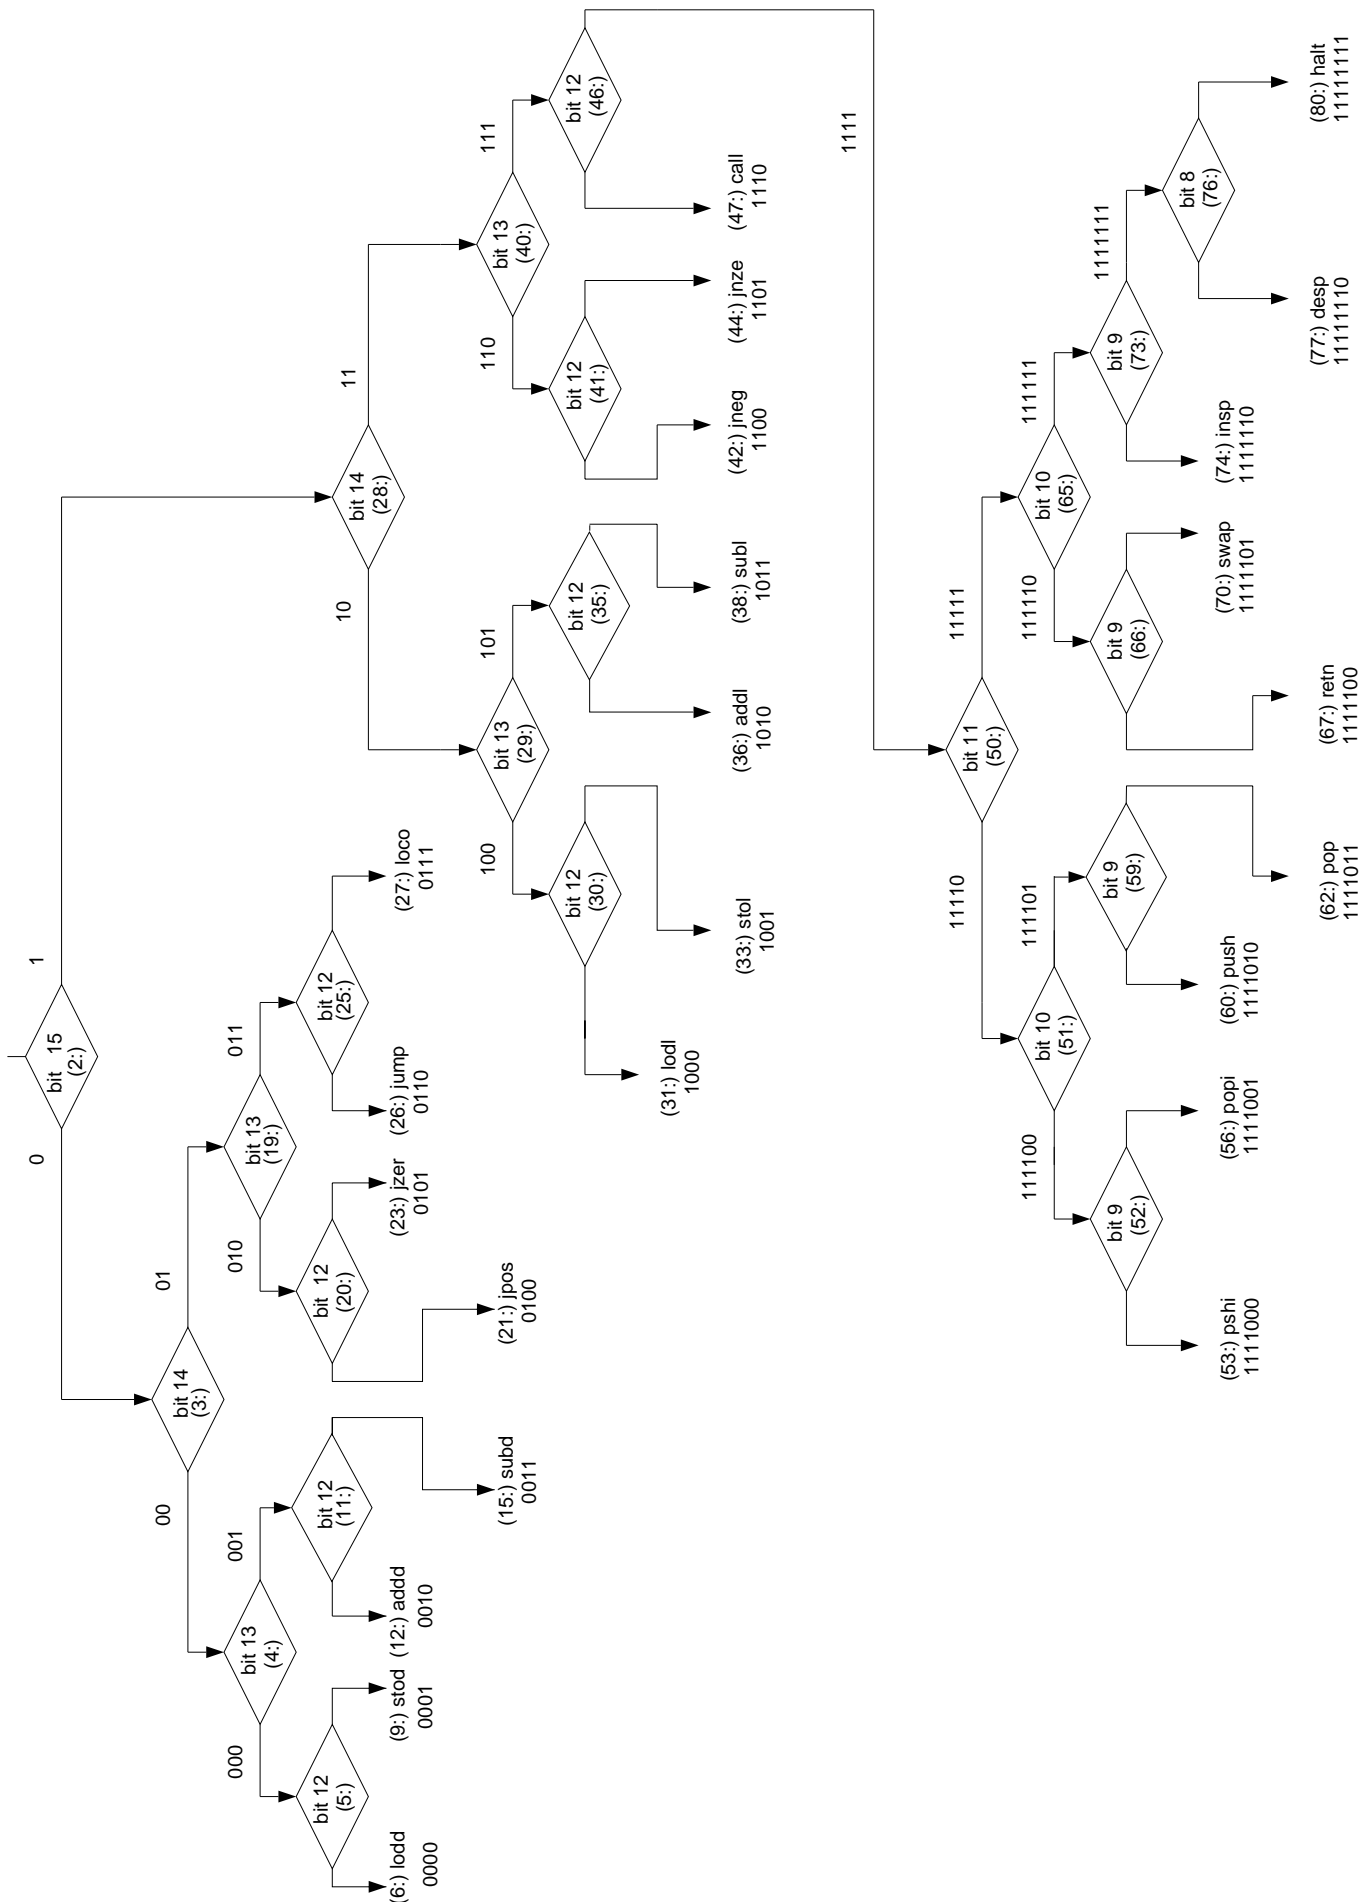 bit 15
(2:)
0
1
bit 14
(3:)
bit 14
(28:)
00
01
10
11
bit 13
(4:)
bit 13
(19:)
bit 13
(29:)
bit 13
(40:)
000
001
010
011
100
101
110
111
bit 12
(5:)
bit 12
(11:)
bit 12
(20:)
bit 12
(25:)
bit 12
(30:)
bit 12
(35:)
bit 12
(41:)
bit 12
(46:)
(6:) lodd
0000
(9:) stod
0001
(12:) addd
0010
(15:) subd
0011
(21:) jpos
0100
(23:) jzer
0101
(26:) jump
0110
(27:) loco
0111
(31:) lodl
1000
(33:) stol
1001
(36:) addl
1010
(38:) subl
1011
(42:) jneg
1100
(44:) jnze
1101
(47:) call
1110
1111
bit 11
(50:)
11110
11111
bit 10
(51:)
bit 10
(65:)
111100
111101
111110
111111
bit 9
(52:)
bit 9
(59:)
bit 9
(66:)
bit 9
(73:)
1111111
bit 8
(76:)
(53:) pshi
1111000
(56:) popi
1111001
(60:) push
1111010
(62:) pop
1111011
(67:) retn
1111100
(70:) swap
1111101
(74:) insp
1111110
(77:) desp
11111110
(80:) halt
11111111